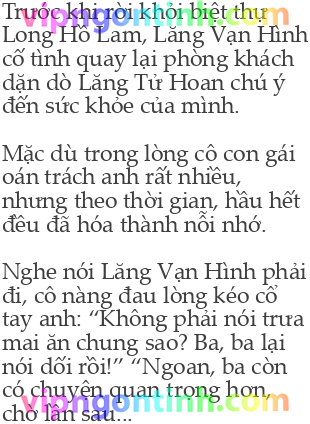 Trước khi rời khỏi biệt thự
Long Hồ Lam, Lăng Vạn Hình
cố tình quay lại phòng khách
dặn dò Lăng Tử Hoan chú ý
đến sức khỏe của mình.
Mặc dù trong lòng cô con gái
oán trách anh rất nhiều,
nhưng theo thời gian, hầu hết
đều đã hóa thành nỗi nhớ.
Nghe nói Lăng Vạn Hình phải
đi, cô nàng đau lòng kéo cổ
tay anh: “Không phải nói trưa
mai ăn chung sao? Ba, ba lại
nói dối rồi!” “Ngoan, ba còn
có chuyện quan trọng hơn,
chờ lần sau...
vipngontinh.com
vipngontinh.com